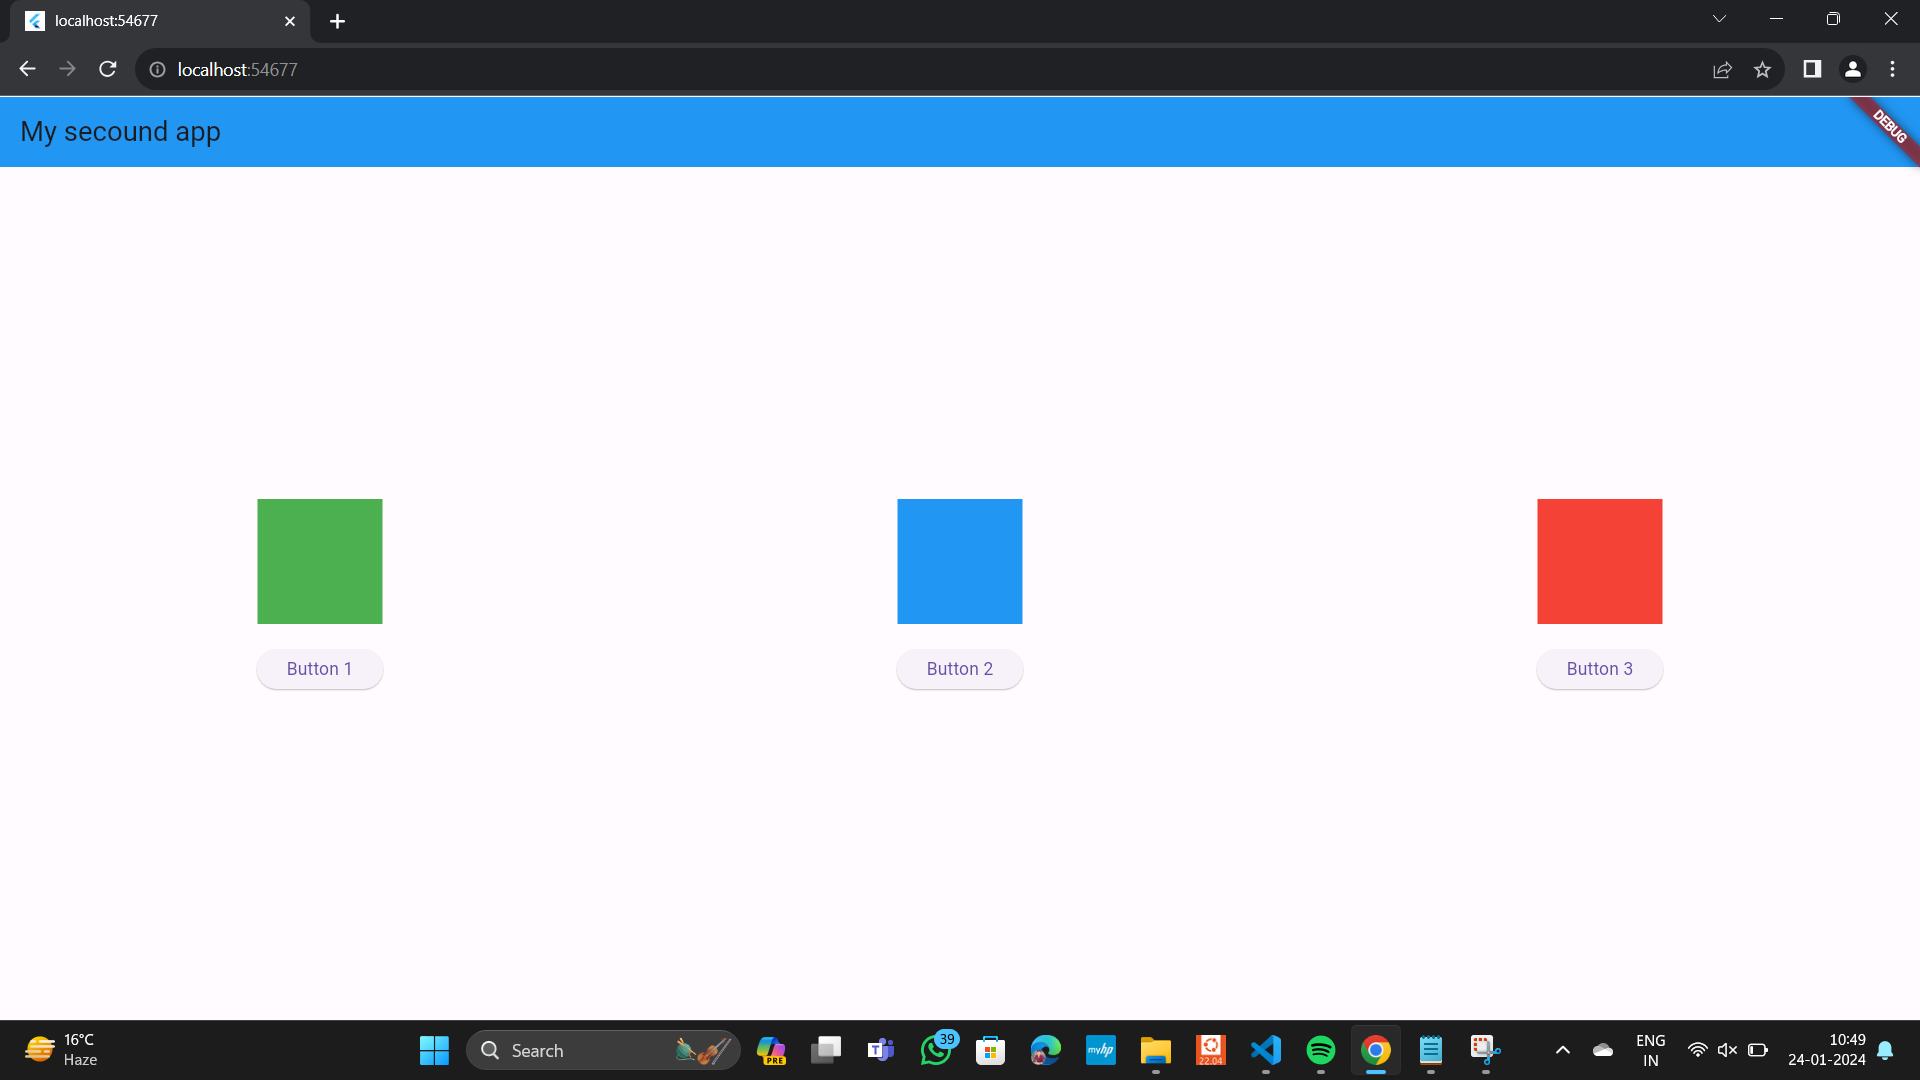 localhost:54677
localhost:54677
My secound app
DEBUG
Button 1
Button 2
Button 3
16°C
Haze
Search
PRE
39
myhp
22.04
ENG
IN
10:49
24-01-2024